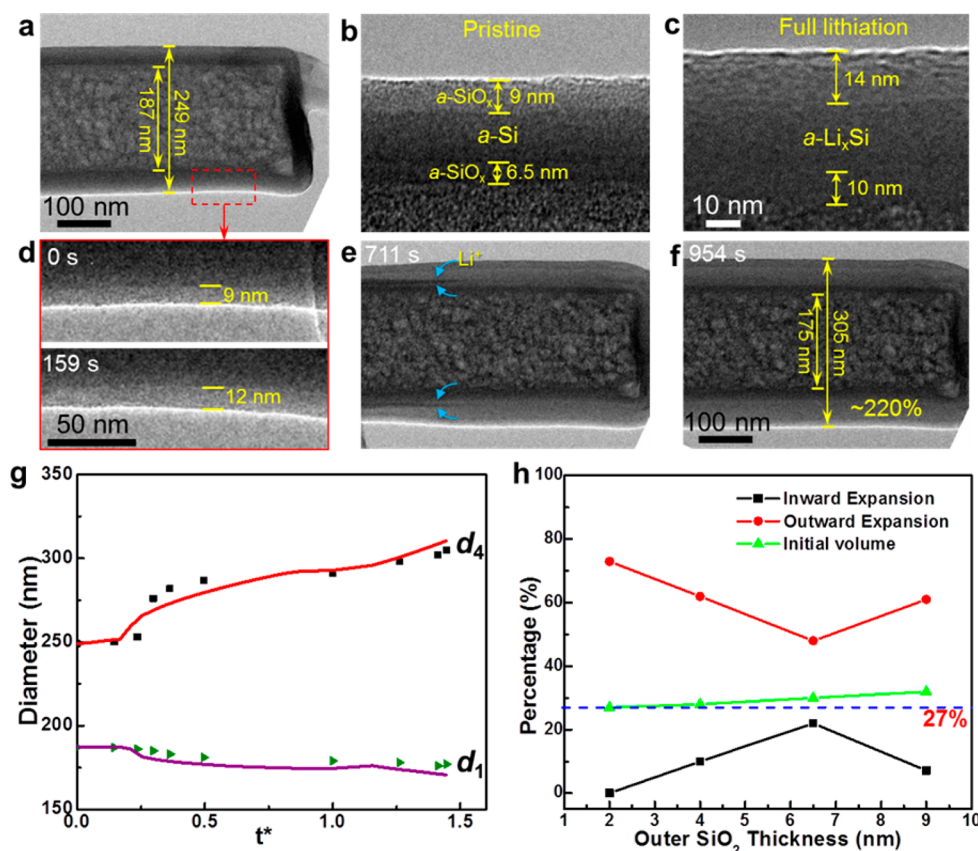 a
249 nm
187 nm
100 nm
b
Pristine
a-SiOₓ
9 nm
a-Si
a-SiOₓ
6.5 nm
c
Full lithiation
14 nm
a-LiₓSi
10 nm
10 nm
d
0 s
9 nm
159 s
12 nm
50 nm
e
711 s
Li⁺
f
954 s
305 nm
175 nm
~220%
100 nm
g
350
300
250
200
150
Diameter (nm)
d₄
d₁
0.0 0.5 1.0 1.5
t*
h
100
80
60
40
20
0
Percentage (%)
Inward Expansion
Outward Expansion
Initial volume
27%
1 2 3 4 5 6 7 8 9 10
Outer SiO₂ Thickness (nm)